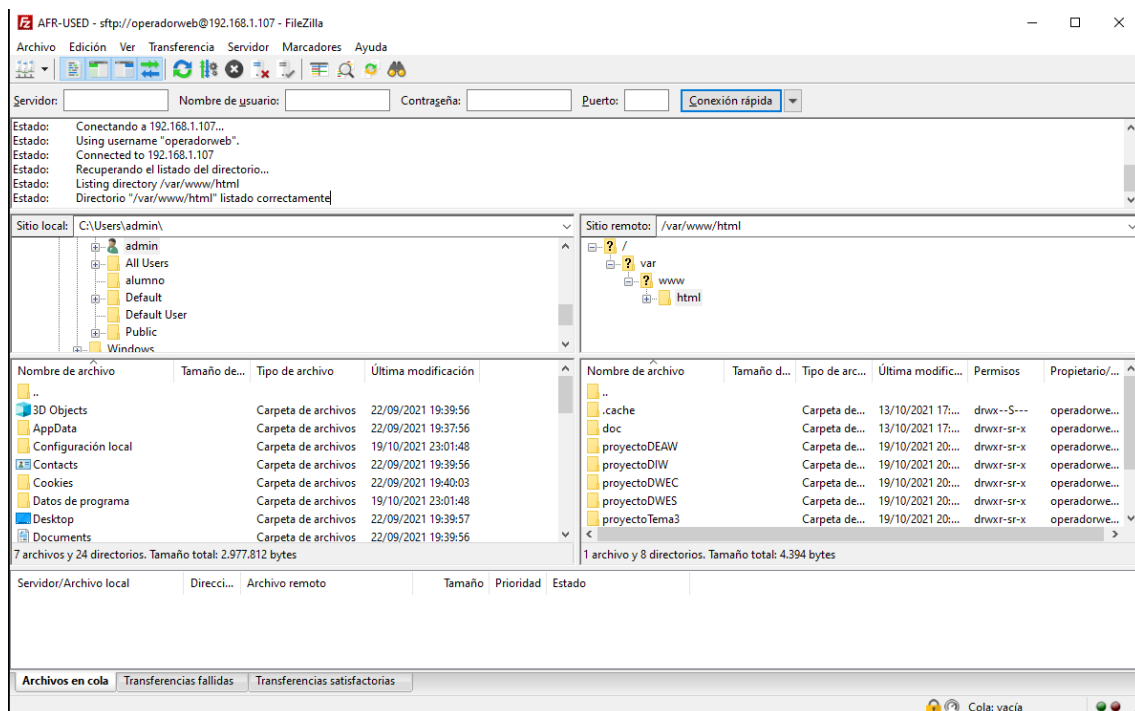 AFR-USED - sftp://operadorweb@192.168.1.107 - FileZilla
Archivo Edición Ver Transferencia Servidor Marcadores Ayuda
Servidor: Nombre de usuario: Contraseña: Puerto: Conexión rápida
Estado: Conectando a 192.168.1.107...
Estado: Using username "operadorweb".
Estado: Connected to 192.168.1.107
Estado: Recuperando el listado del directorio...
Estado: Listing directory /var/www/html
Estado: Directorio "/var/www/html" listado correctamente
Sitio local: C:\Users\admin\
admin
All Users
alumno
Default
Default User
Public
Windows
Sitio remoto: /var/www/html
/
var
www
html
Nombre de archivo Tamaño de... Tipo de archivo Última modificación
..
3D Objects Carpeta de archivos 22/09/2021 19:39:56
AppData Carpeta de archivos 22/09/2021 19:37:56
Configuración local Carpeta de archivos 19/10/2021 23:01:48
Contacts Carpeta de archivos 22/09/2021 19:39:56
Cookies Carpeta de archivos 22/09/2021 19:40:03
Datos de programa Carpeta de archivos 19/10/2021 23:01:48
Desktop Carpeta de archivos 22/09/2021 19:39:57
Documents Carpeta de archivos 22/09/2021 19:39:56
7 archivos y 24 directorios. Tamaño total: 2.977.812 bytes
Nombre de archivo Tamaño d... Tipo de arc... Última modific... Permisos Propietario/...
..
.cache Carpeta de... 13/10/2021 17:... drwx--S--- operadorwe...
doc Carpeta de... 13/10/2021 17:... drwxr-sr-x operadorwe...
proyectoDEAW Carpeta de... 19/10/2021 20:... drwxr-sr-x operadorwe...
proyectoDIW Carpeta de... 19/10/2021 20:... drwxr-sr-x operadorwe...
proyectoDWEC Carpeta de... 19/10/2021 20:... drwxr-sr-x operadorwe...
proyectoDWES Carpeta de... 19/10/2021 20:... drwxr-sr-x operadorwe...
proyectoTema3 Carpeta de... 19/10/2021 20:... drwxr-sr-x operadorwe...
1 archivo y 8 directorios. Tamaño total: 4.394 bytes
Servidor/Archivo local Direcci... Archivo remoto Tamaño Prioridad Estado
Archivos en cola Transferencias fallidas Transferencias satisfactorias
Cola: vacía